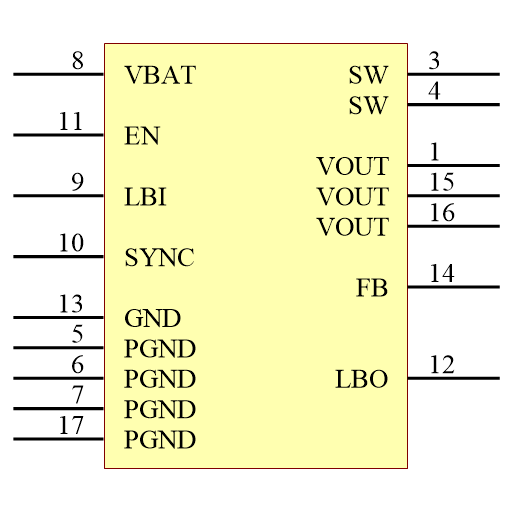 8 VBAT SW 3
SW 4
11 EN
VOUT 1
9 LBI VOUT 15
VOUT 16
10 SYNC
FB 14
13 GND
5 PGND
6 PGND LBO 12
7 PGND
17 PGND